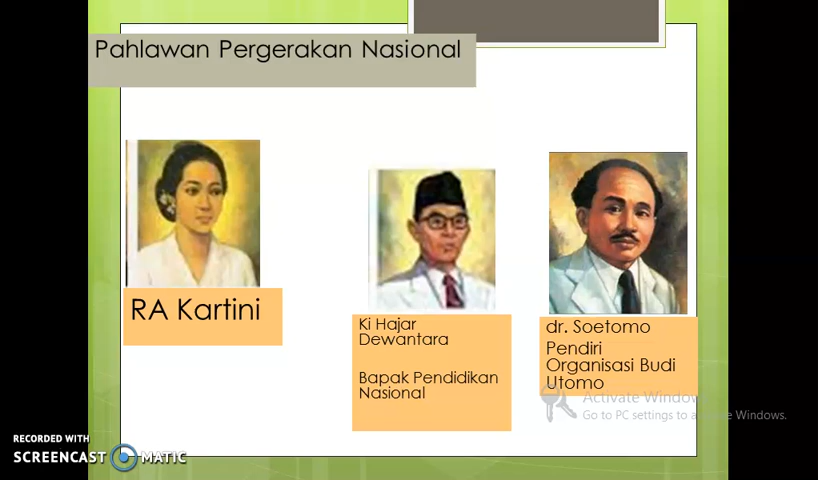 Pahlawan Pergerakan Nasional
RA Kartini
Ki Hajar
Dewantara
Bapak Pendidikan
Nasional
dr. Soetomo
Pendiri
Organisasi Budi
Utomo
Activate Windows
Go to PC settings to activate Windows.
RECORDED WITH
SCREENCAST MATIC